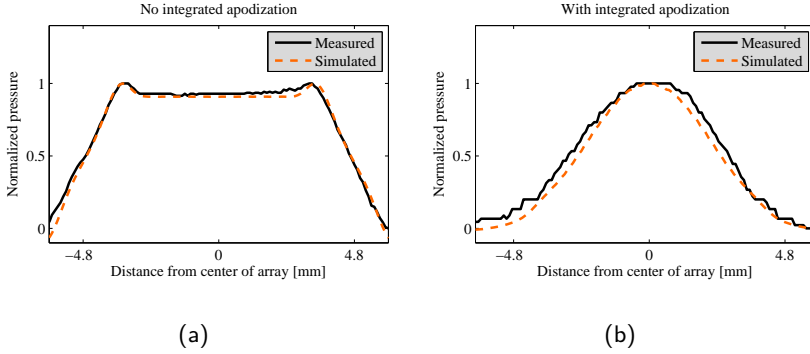 No integrated apodization
Measured
Simulated
1
0.5
0
Normalized pressure
−4.8
0
4.8
Distance from center of array [mm]
(a)
With integrated apodization
Measured
Simulated
1
0.5
0
Normalized pressure
−4.8
0
4.8
Distance from center of array [mm]
(b)